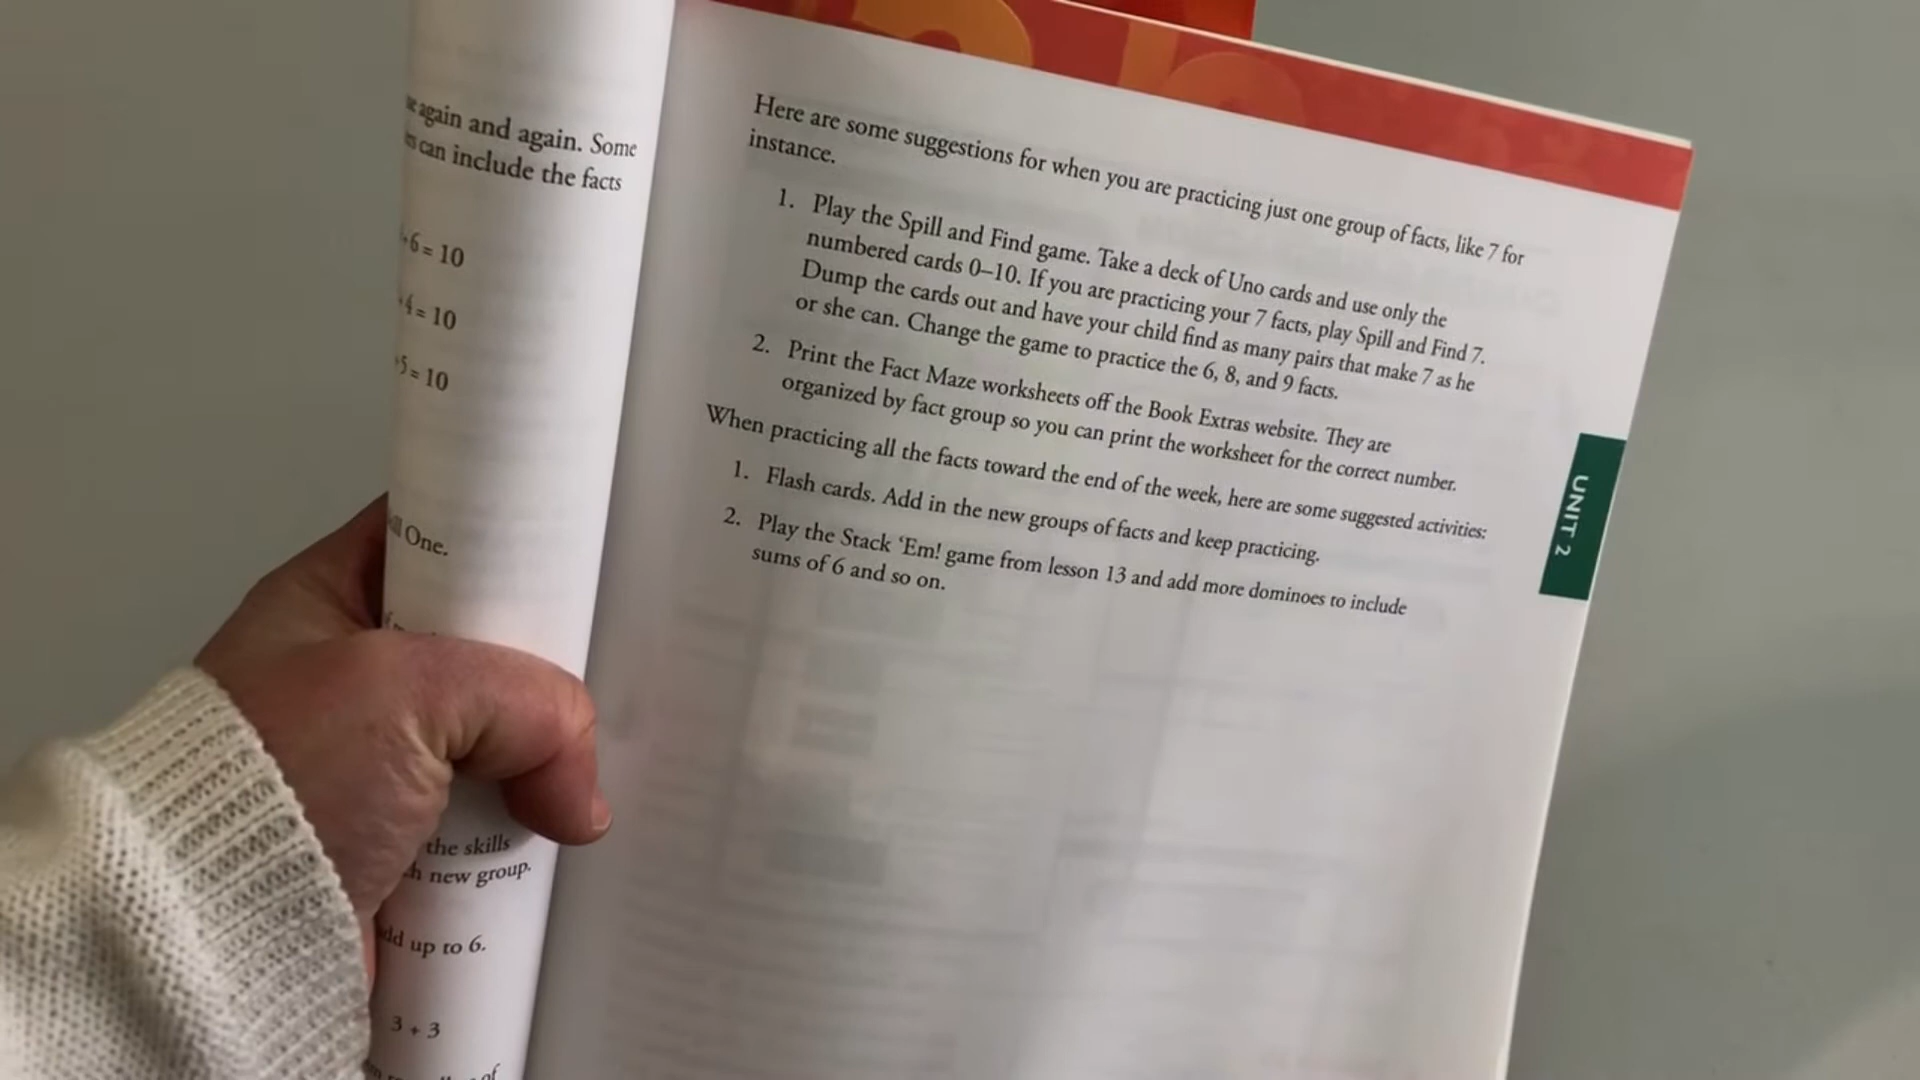 again and again. Some
can include the facts
6 = 10
4 = 10
5 = 10
One.
the skills
new group.
up to 6.
3 + 3
of
Here are some suggestions for when you are practicing just one group of facts, like 7 for
instance.
1. Play the Spill and Find game. Take a deck of Uno cards and use only the
numbered cards 0–10. If you are practicing your 7 facts, play Spill and Find 7.
Dump the cards out and have your child find as many pairs that make 7 as he
or she can. Change the game to practice the 6, 8, and 9 facts.
2. Print the Fact Maze worksheets off the Book Extras website. They are
organized by fact group so you can print the worksheet for the correct number.
When practicing all the facts toward the end of the week, here are some suggested activities:
1. Flash cards. Add in the new groups of facts and keep practicing.
2. Play the Stack ‘Em! game from lesson 13 and add more dominoes to include
sums of 6 and so on.
UNIT 2